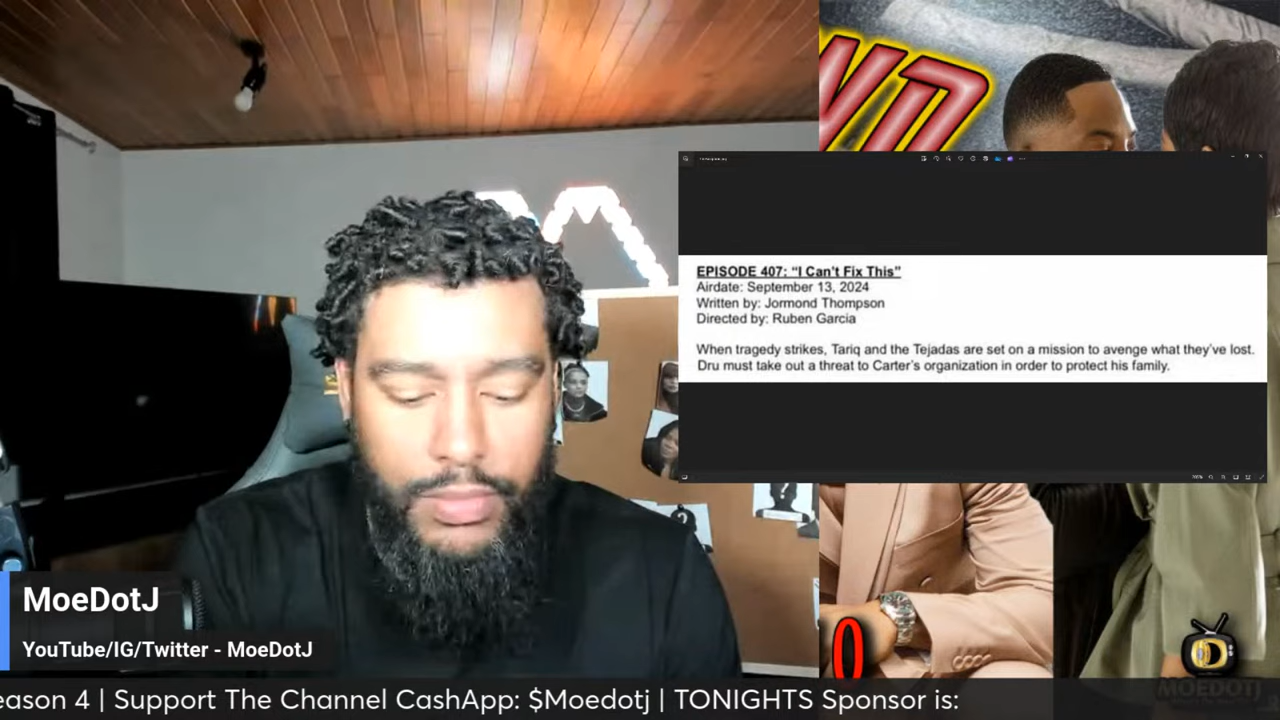 ND
EPISODE 407: “I Can’t Fix This”
Airdate: September 13, 2024
Written by: Jormond Thompson
Directed by: Ruben Garcia
When tragedy strikes, Tariq and the Tejadas are set on a mission to avenge what they’ve lost.
Dru must take out a threat to Carter’s organization in order to protect his family.
MoeDotJ
YouTube/IG/Twitter - MoeDotJ
0
MOEDOTJ
eason 4 | Support The Channel CashApp: $Moedotj | TONIGHTS Sponsor is: